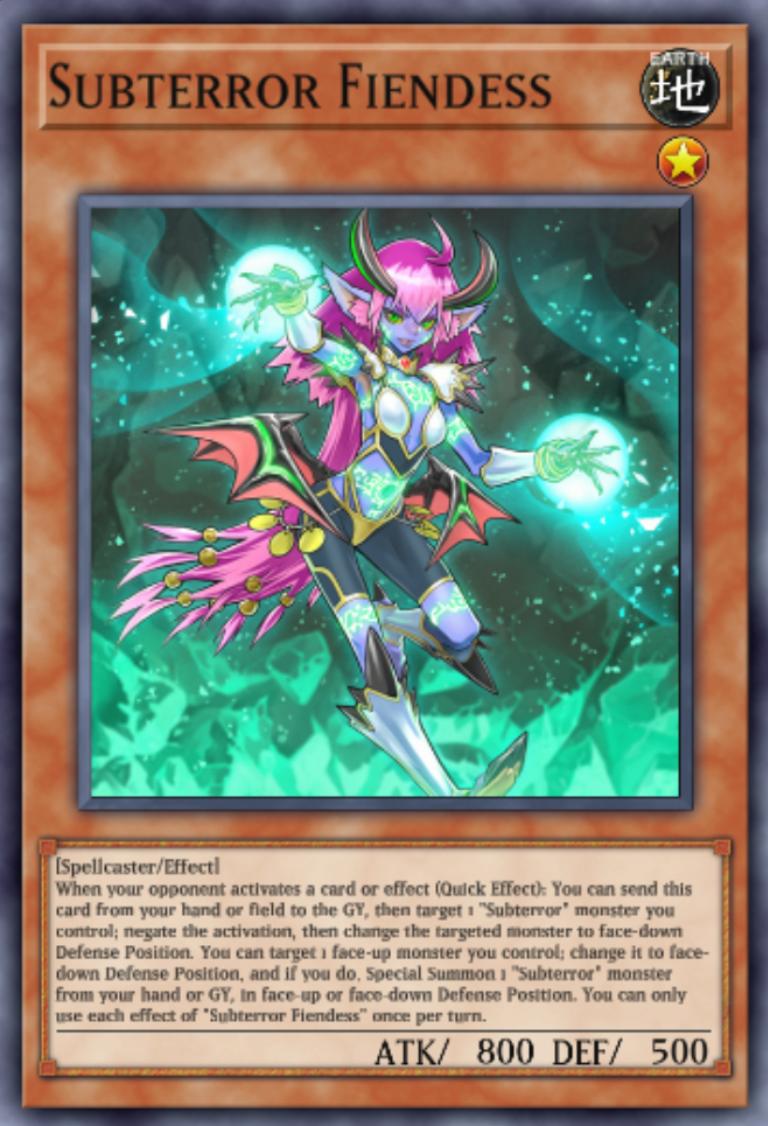 SUBTERROR FIENDESS
EARTH
地
[Spellcaster/Effect]
When your opponent activates a card or effect (Quick Effect): You can send this
card from your hand or field to the GY, then target 1 "Subterror" monster you
control; negate the activation, then change the targeted monster to face-down
Defense Position. You can target 1 face-up monster you control; change it to face-
down Defense Position, and if you do, Special Summon 1 "Subterror" monster
from your hand or GY, in face-up or face-down Defense Position. You can only
use each effect of "Subterror Fiendess" once per turn.
ATK/ 800 DEF/ 500